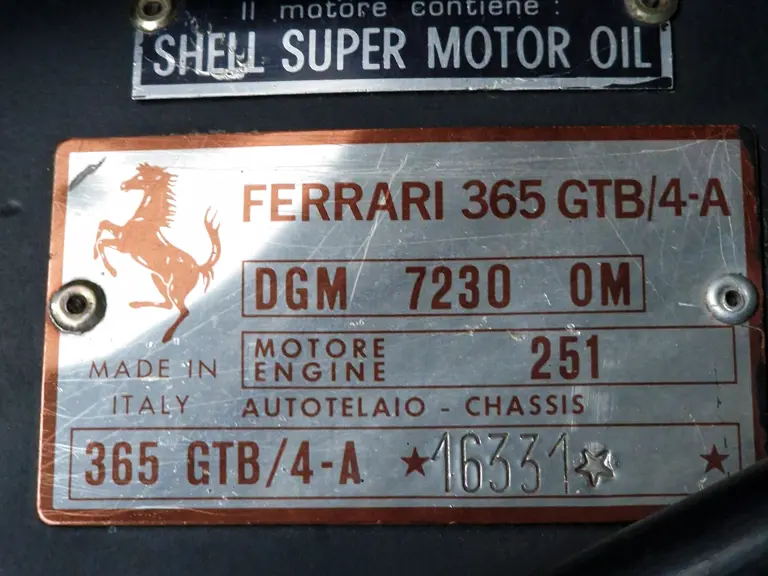 Il motore contiene:
SHELL SUPER MOTOR OIL
FERRARI 365 GTB/4-A
DGM 7230 OM
MOTORE
ENGINE 251
MADE IN
ITALY
AUTOTELAIO - CHASSIS
365 GTB/4-A ★16331☆ ★